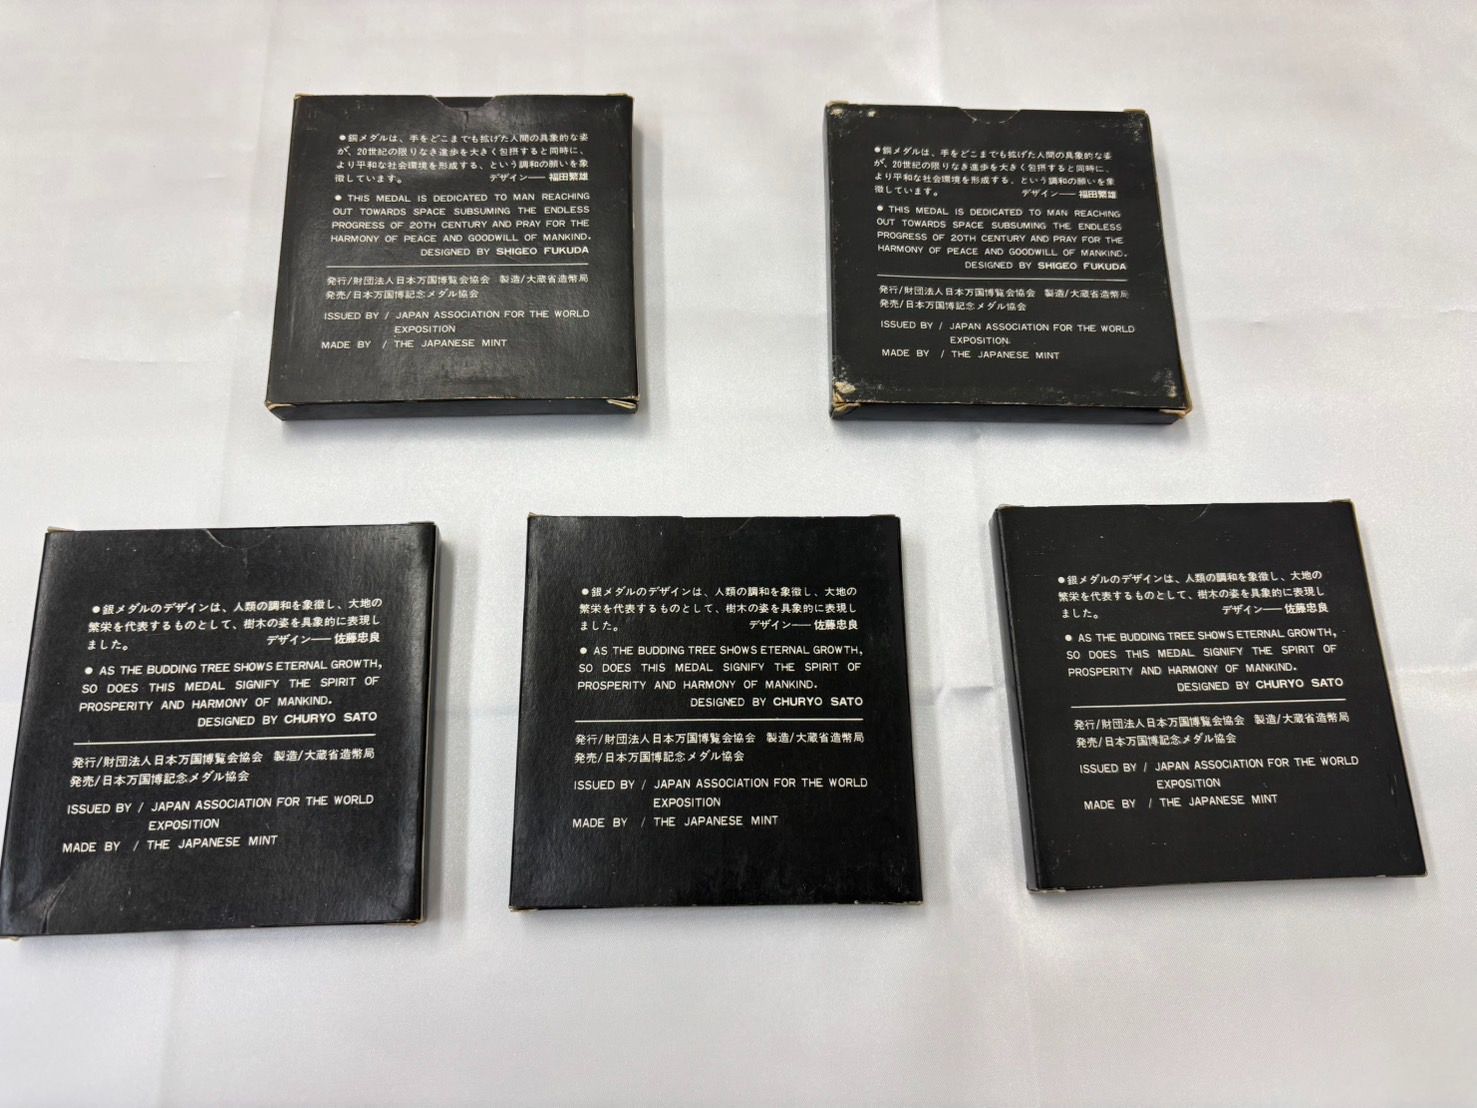 ●銅メダルは、手をどこまでも拡げた人間の具象的な姿
が、20世紀の限りなき進歩を大きく包摂すると同時に、
より平和な社会環境を形成する、という調和の願いを象
徴しています。 デザイン―福田繁雄
● THIS MEDAL IS DEDICATED TO MAN REACHING
OUT TOWARDS SPACE SUBSUMING THE ENDLESS
PROGRESS OF 20TH CENTURY AND PRAY FOR THE
HARMONY OF PEACE AND GOODWILL OF MANKIND.
DESIGNED BY SHIGEO FUKUDA
発行/財団法人日本万国博覧会協会 製造/大蔵省造幣局
発売/日本万国博記念メダル協会
ISSUED BY / JAPAN ASSOCIATION FOR THE WORLD
EXPOSITION
MADE BY / THE JAPANESE MINT
●銅メダルは、手をどこまでも拡げた人間の具象的な姿
が、20世紀の限りなき進歩を大きく包摂すると同時に、
より平和な社会環境を形成する、という調和の願いを象
徴しています。 デザイン―福田繁雄
● THIS MEDAL IS DEDICATED TO MAN REACHING
OUT TOWARDS SPACE SUBSUMING THE ENDLESS
PROGRESS OF 20TH CENTURY AND PRAY FOR THE
HARMONY OF PEACE AND GOODWILL OF MANKIND.
DESIGNED BY SHIGEO FUKUDA
発行/財団法人日本万国博覧会協会 製造/大蔵省造幣局
発売/日本万国博記念メダル協会
ISSUED BY / JAPAN ASSOCIATION FOR THE WORLD
EXPOSITION
MADE BY / THE JAPANESE MINT
●銀メダルのデザインは、人類の調和を象徴し、大地の
繁栄を代表するものとして、樹木の姿を具象的に表現し
ました。 デザイン―佐藤忠良
● AS THE BUDDING TREE SHOWS ETERNAL GROWTH,
SO DOES THIS MEDAL SIGNIFY THE SPIRIT OF
PROSPERITY AND HARMONY OF MANKIND.
DESIGNED BY CHURYO SATO
発行/財団法人日本万国博覧会協会 製造/大蔵省造幣局
発売/日本万国博記念メダル協会
ISSUED BY / JAPAN ASSOCIATION FOR THE WORLD
EXPOSITION
MADE BY / THE JAPANESE MINT
●銀メダルのデザインは、人類の調和を象徴し、大地の
繁栄を代表するものとして、樹木の姿を具象的に表現し
ました。 デザイン―佐藤忠良
● AS THE BUDDING TREE SHOWS ETERNAL GROWTH,
SO DOES THIS MEDAL SIGNIFY THE SPIRIT OF
PROSPERITY AND HARMONY OF MANKIND.
DESIGNED BY CHURYO SATO
発行/財団法人日本万国博覧会協会 製造/大蔵省造幣局
発売/日本万国博記念メダル協会
ISSUED BY / JAPAN ASSOCIATION FOR THE WORLD
EXPOSITION
MADE BY / THE JAPANESE MINT
●銀メダルのデザインは、人類の調和を象徴し、大地の
繁栄を代表するものとして、樹木の姿を具象的に表現し
ました。 デザイン―佐藤忠良
● AS THE BUDDING TREE SHOWS ETERNAL GROWTH,
SO DOES THIS MEDAL SIGNIFY THE SPIRIT OF
PROSPERITY AND HARMONY OF MANKIND.
DESIGNED BY CHURYO SATO
発行/財団法人日本万国博覧会協会 製造/大蔵省造幣局
発売/日本万国博記念メダル協会
ISSUED BY / JAPAN ASSOCIATION FOR THE WORLD
EXPOSITION
MADE BY / THE JAPANESE MINT